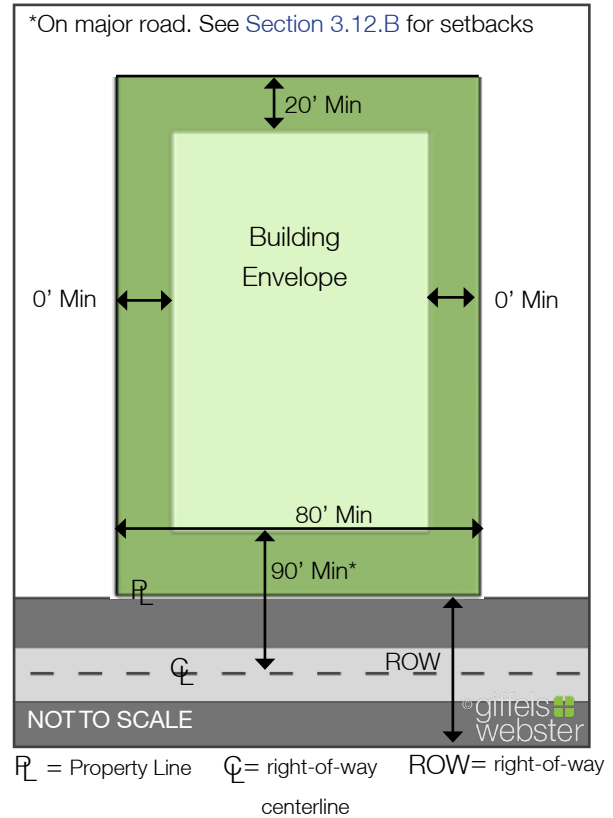 *On major road. See Section 3.12.B for setbacks
20’ Min
Building
Envelope
0’ Min
0’ Min
80’ Min
90’ Min*
PL
CL
ROW
NOT TO SCALE
© giffels
webster
PL = Property Line CL= right-of-way ROW= right-of-way
centerline